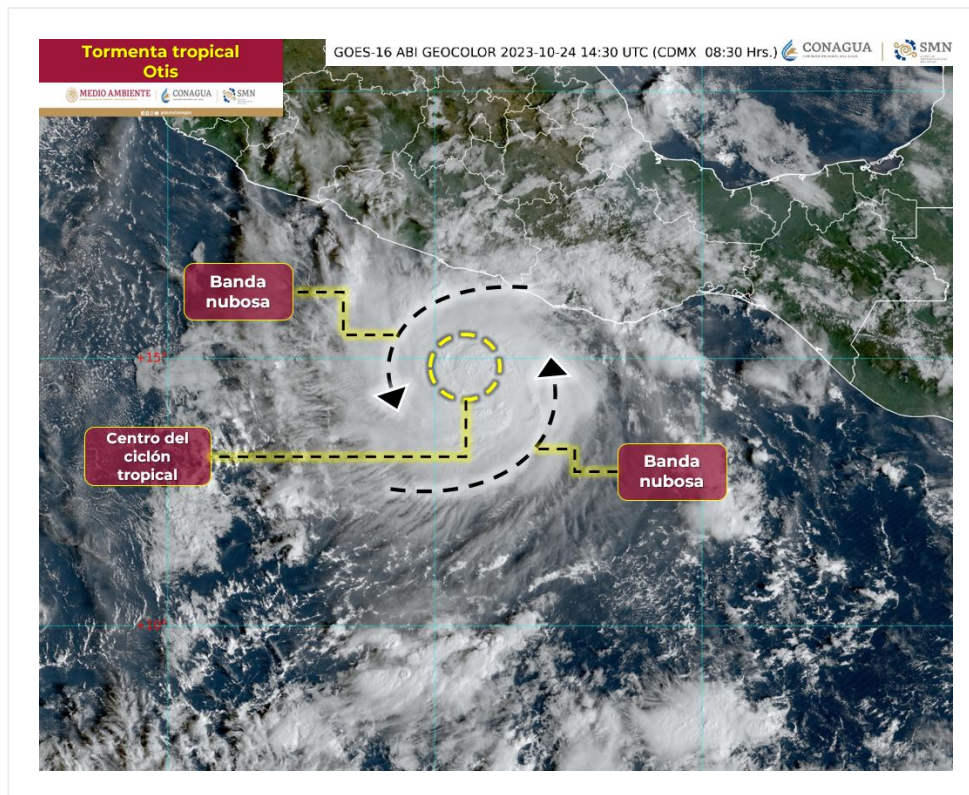 Tormenta tropical
Otis
MEDIO AMBIENTE CONAGUA SMN
GOES-16 ABI GEOCOLOR 2023-10-24 14:30 UTC (CDMX 08:30 Hrs.) CONAGUA SMN
Banda
nubosa
+15°
Centro del
ciclón
tropical
Banda
nubosa